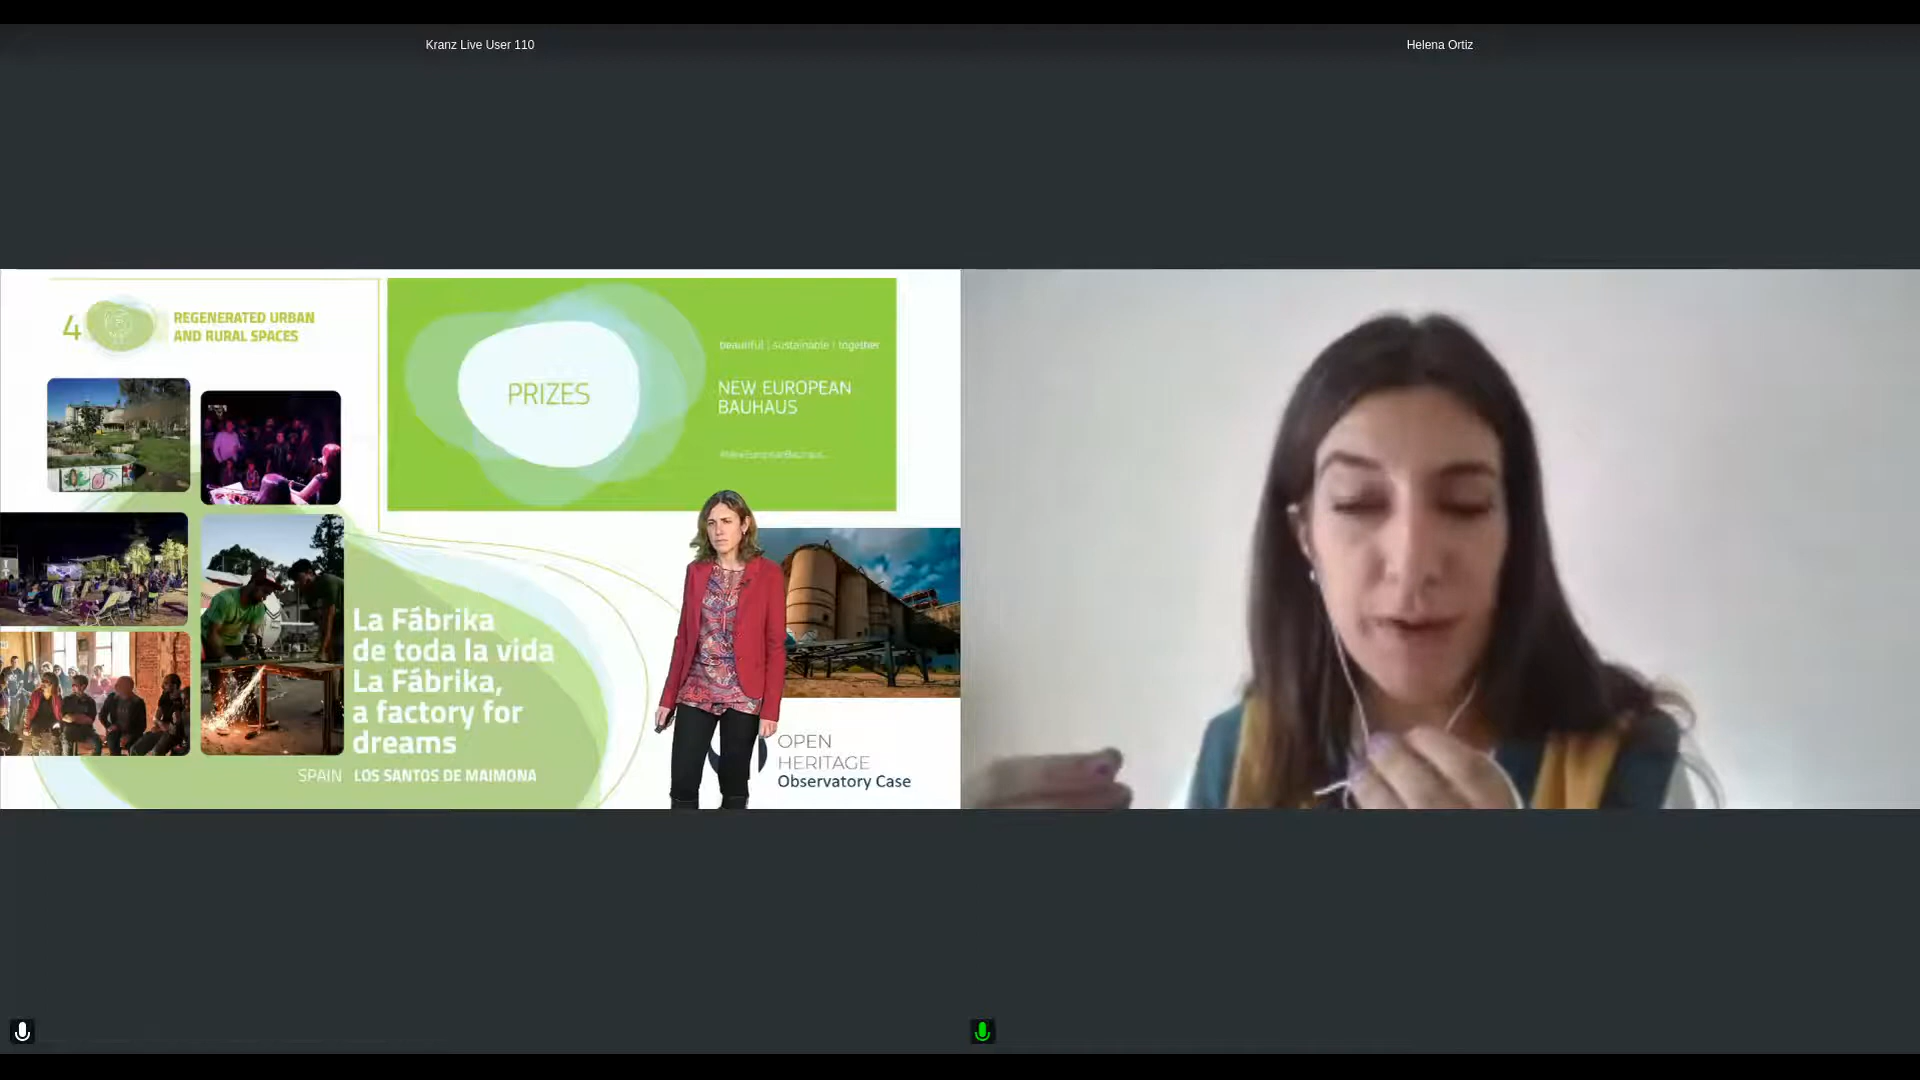 Kranz Live User 110
Helena Ortiz
4
REGENERATED URBAN
AND RURAL SPACES
PRIZES
beautiful | sustainable | together
NEW EUROPEAN
BAUHAUS
La Fábrika
de toda la vida
La Fábrika,
a factory for
dreams
SPAIN LOS SANTOS DE MAIMONA
OPEN
HERITAGE
Observatory Case